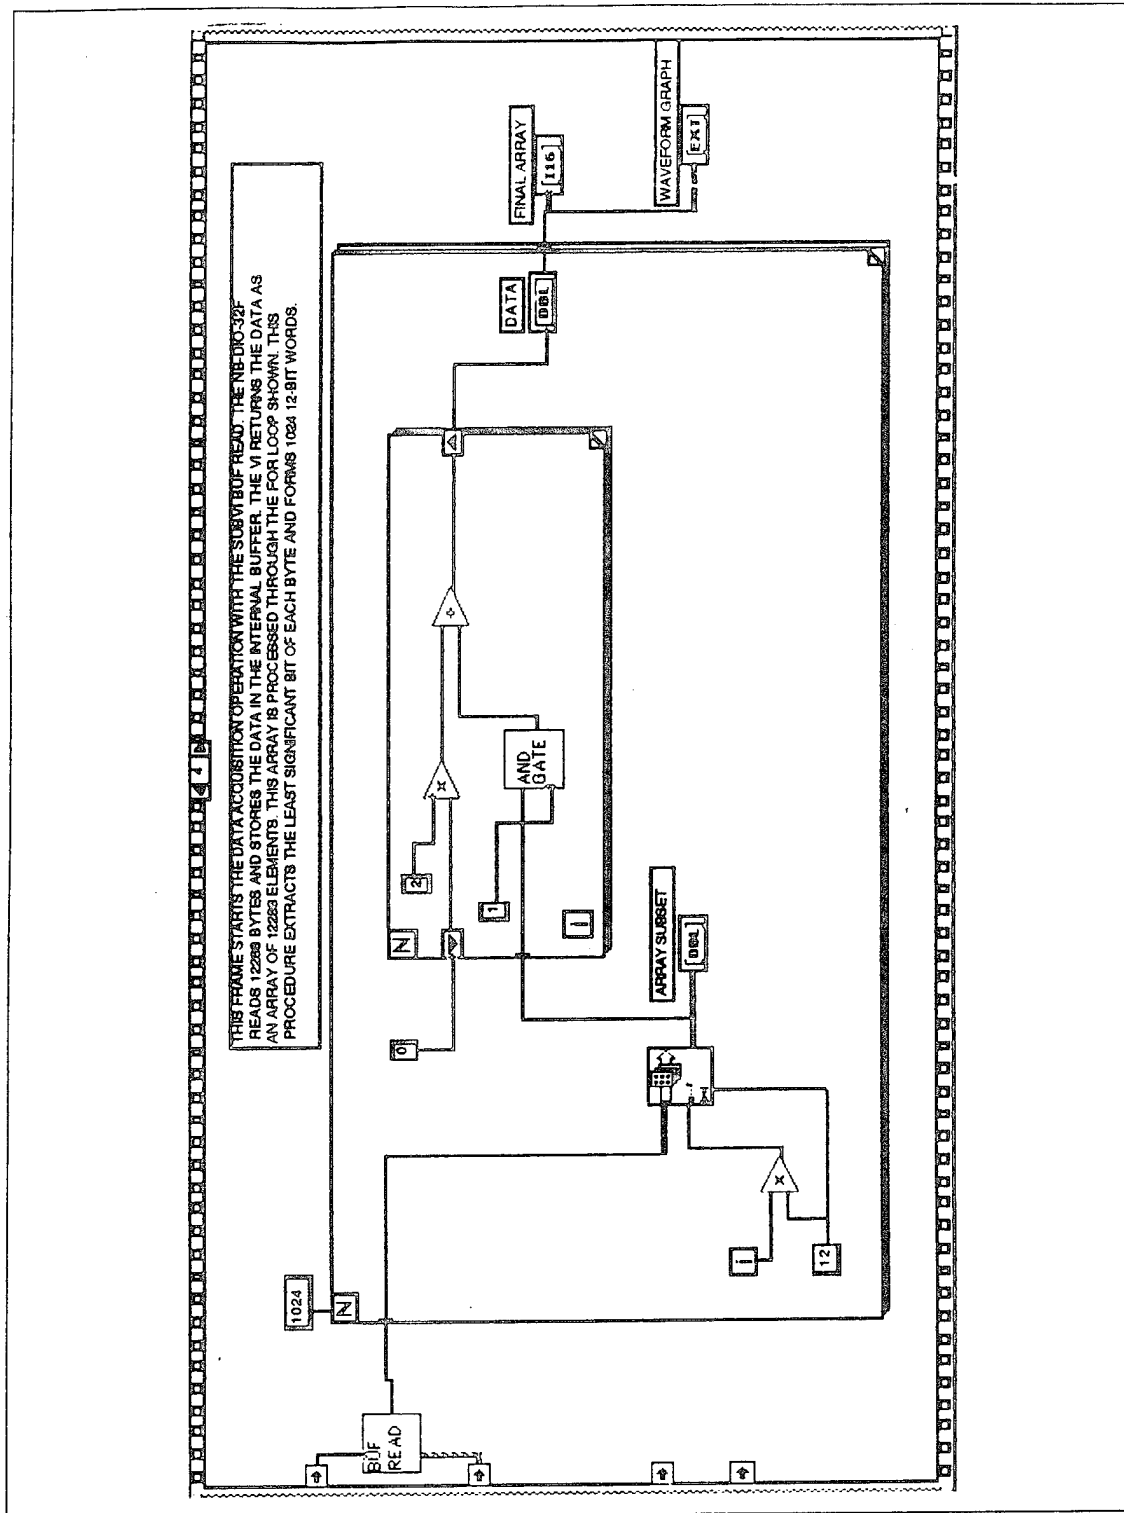 4
THIS FRAME STARTS THE DATA ACQUISITION OPERATION WITH THE SUBVI BUF READ. THE NB-DIO-32F
READS 12288 BYTES AND STORES THE DATA IN THE INTERNAL BUFFER. THE VI RETURNS THE DATA AS
AN ARRAY OF 12283 ELEMENTS. THIS ARRAY IS PROCESSED THROUGH THE FOR LOOP SHOWN. THIS
PROCEDURE EXTRACTS THE LEAST SIGNIFICANT BIT OF EACH BYTE AND FORMS 1024 12-BIT WORDS.
1024
N
BUF
READ
0
N
2
X
1
AND
GATE
i
DATA
DBL
FINAL ARRAY
[I16]
WAVEFORM GRAPH
[EXT]
ARRAY SUBSET
[DBL]
i
12
X